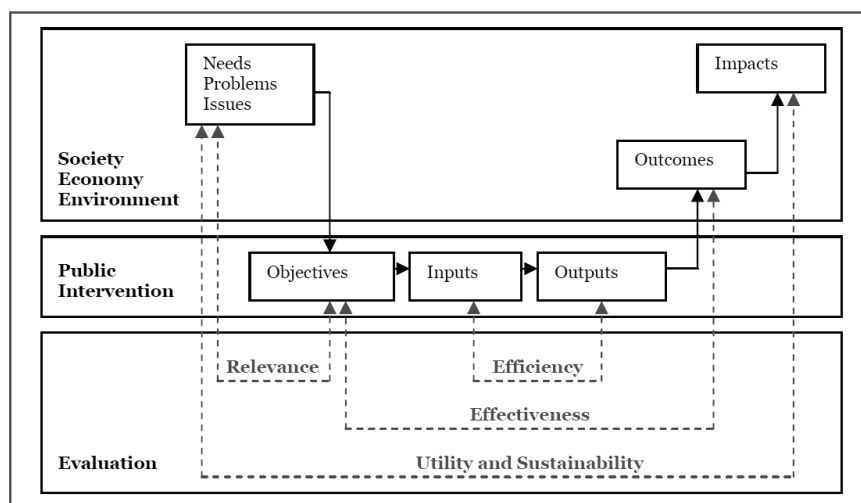 Needs
Problems
Issues
Impacts
Outcomes
Society
Economy
Environment
Public
Intervention
Objectives
Inputs
Outputs
Relevance
Efficiency
Effectiveness
Evaluation
Utility and Sustainability